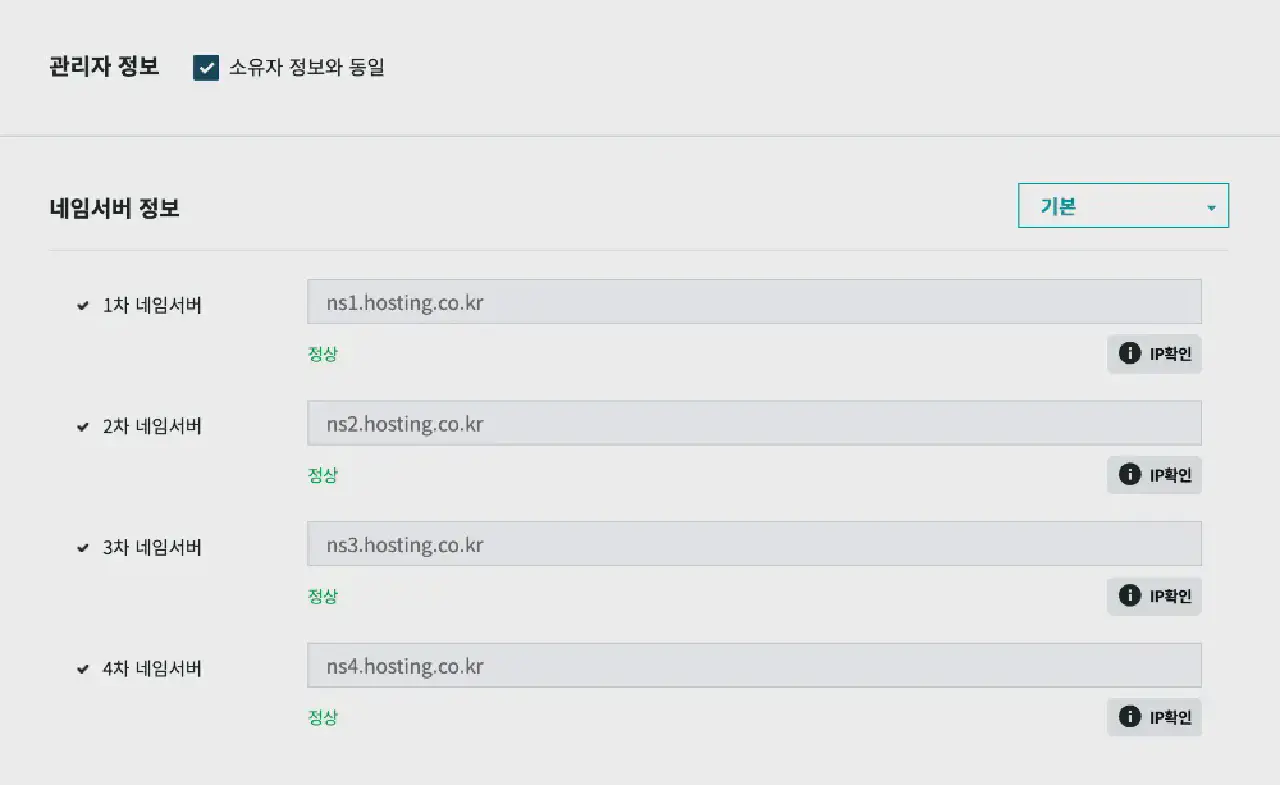 관리자 정보 소유자 정보와 동일
네임서버 정보 기본
1차 네임서버 ns1.hosting.co.kr
정상 IP확인
2차 네임서버 ns2.hosting.co.kr
정상 IP확인
3차 네임서버 ns3.hosting.co.kr
정상 IP확인
4차 네임서버 ns4.hosting.co.kr
정상 IP확인